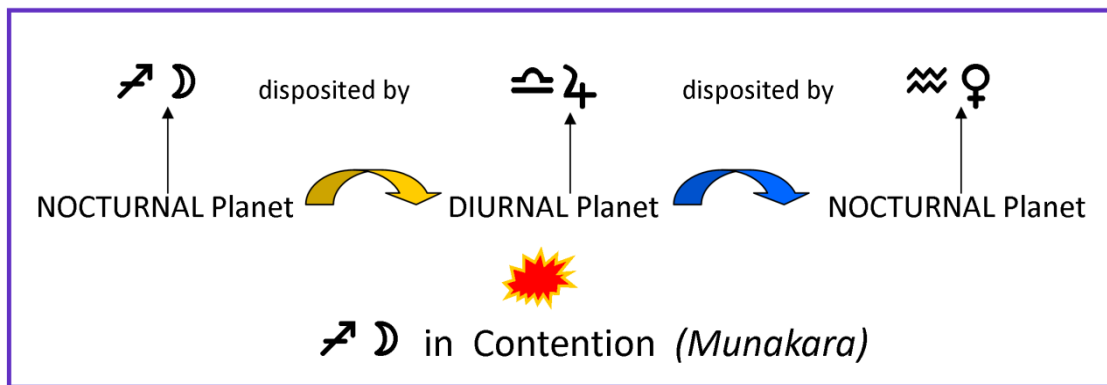 ♐ ☽ disposited by ♎ ♃ disposited by ♒ ♀
NOCTURNAL Planet DIURNAL Planet NOCTURNAL Planet
♐ ☽ in Contention (Munakara)